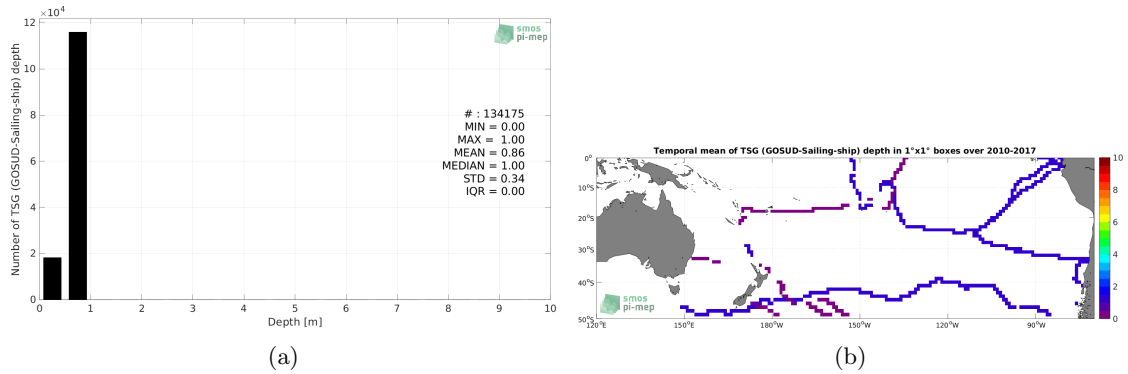 ×10⁴
12
10
8
6
4
2
0
Number of TSG (GOSUD-Sailing-ship) depth
0 1 2 3 4 5 6 7 8 9 10
Depth [m]
smos
pi-mep
# : 134175
MIN = 0.00
MAX = 1.00
MEAN = 0.86
MEDIAN = 1.00
STD = 0.34
IQR = 0.00
(a)
Temporal mean of TSG (GOSUD-Sailing-ship) depth in 1°x1° boxes over 2010-2017
0°
10°S
20°S
30°S
40°S
50°S
120°E 150°E 180°W 150°W 120°W 90°W
smos
pi-mep
10
8
6
4
2
0
(b)